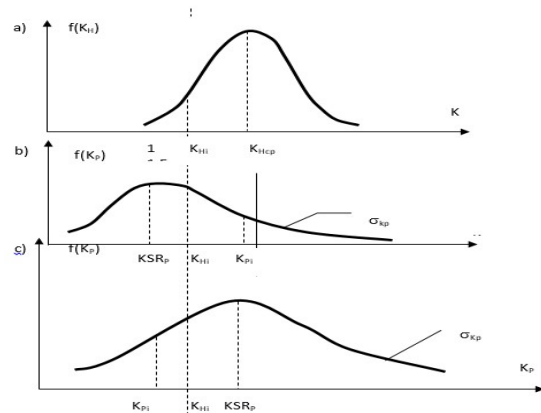 a) f(K_H)
K
1 K_Hi K_Hcp
b) f(K_P)
σ_kp
KSR_P K_Hi K_Pi
c) f(K_P)
σ_Kp
K_P
K_Pi K_Hi KSR_P